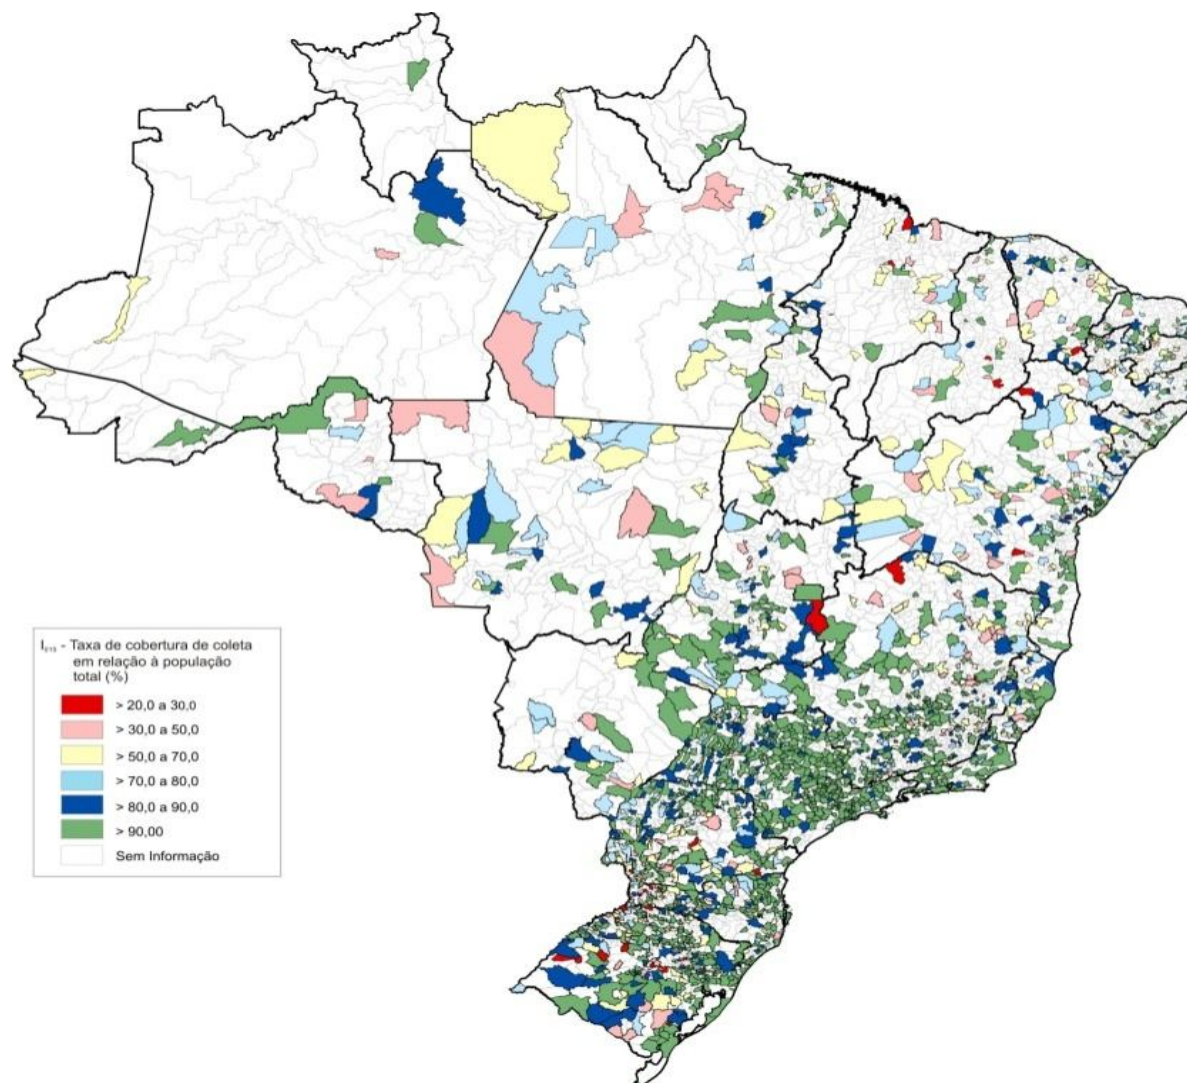 I₀₁₅ - Taxa de cobertura de coleta
em relação à população
total (%)
> 20,0 a 30,0
> 30,0 a 50,0
> 50,0 a 70,0
> 70,0 a 80,0
> 80,0 a 90,0
> 90,00
Sem Informação